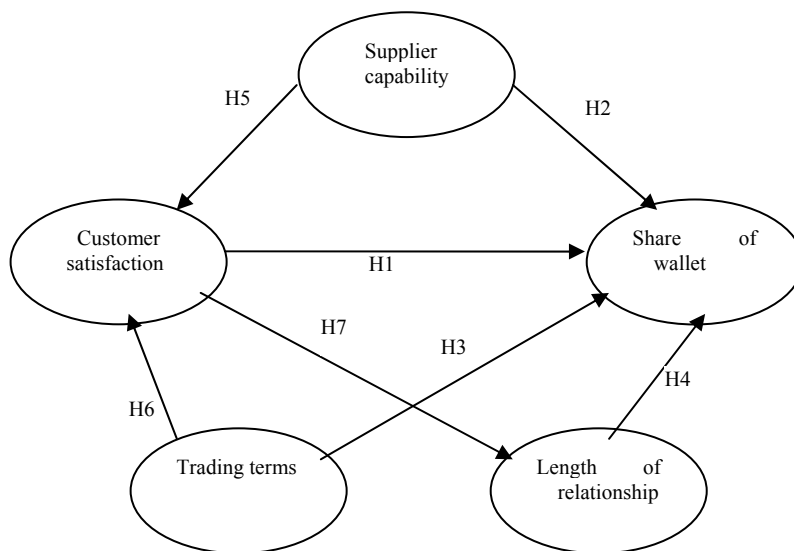 Supplier
capability
H5
H2
Customer
satisfaction
Share of
wallet
H1
H7
H3
H4
H6
Trading terms
Length of
relationship